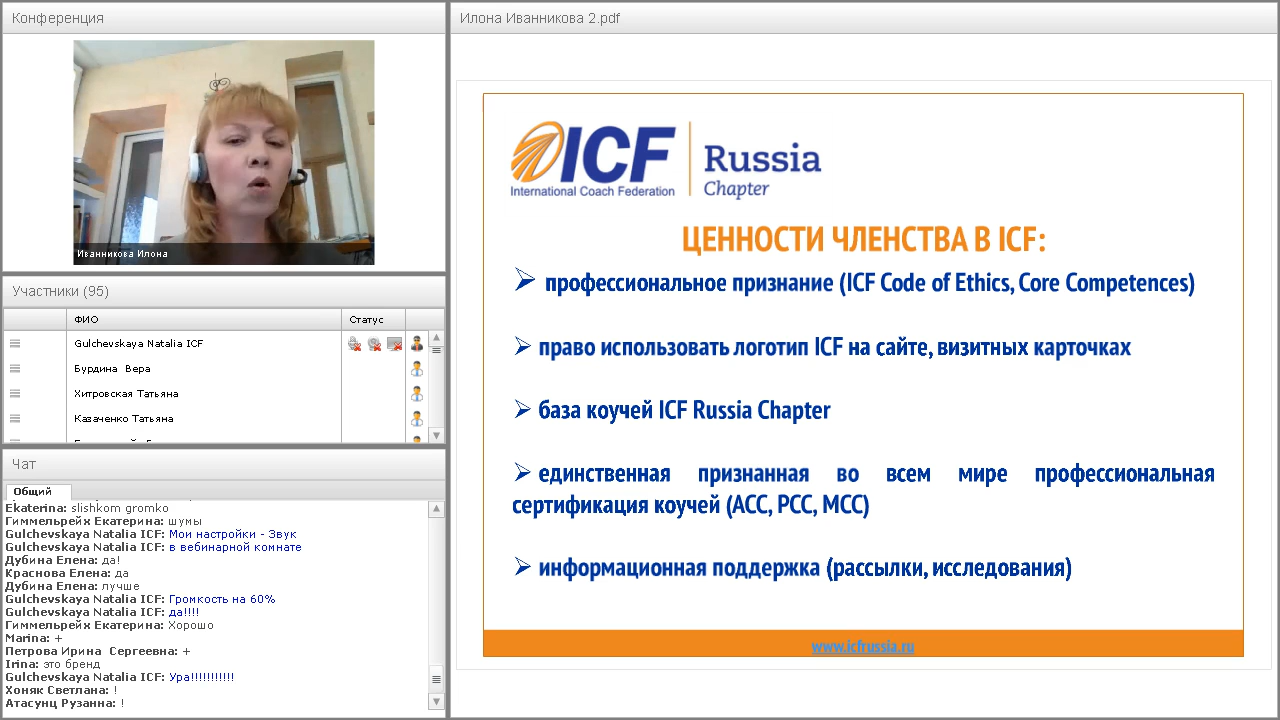 Конференция
Иванникова Илона
Участники (95)
ФИО Статус
Gulchevskaya Natalia ICF
Бурдина Вера
Хитровская Татьяна
Казаченко Татьяна
Чат
Общий
Ekaterina: slishkom gromko
Гиммельрейх Екатерина: шумы
Gulchevskaya Natalia ICF: Мои настройки - Звук
Gulchevskaya Natalia ICF: в вебинарной комнате
Дубина Елена: да!
Краснова Елена: да
Дубина Елена: лучше
Gulchevskaya Natalia ICF: Громкость на 60%
Gulchevskaya Natalia ICF: да!!!!
Гиммельрейх Екатерина: Хорошо
Marina: +
Петрова Ирина Сергеевна: +
Irina: это бренд
Gulchevskaya Natalia ICF: Ура!!!!!!!!!!!
Хоняк Светлана: !
Атасунц Рузанна: !
Илона Иванникова 2.pdf
ICF
International Coach Federation
Russia
Chapter
ЦЕННОСТИ ЧЛЕНСТВА В ICF:
профессиональное признание (ICF Code of Ethics, Core Competences)
право использовать логотип ICF на сайте, визитных карточках
база коучей ICF Russia Chapter
единственная признанная во всем мире профессиональная
сертификация коучей (АСС, РСС, МСС)
информационная поддержка (рассылки, исследования)
www.icfrussia.ru